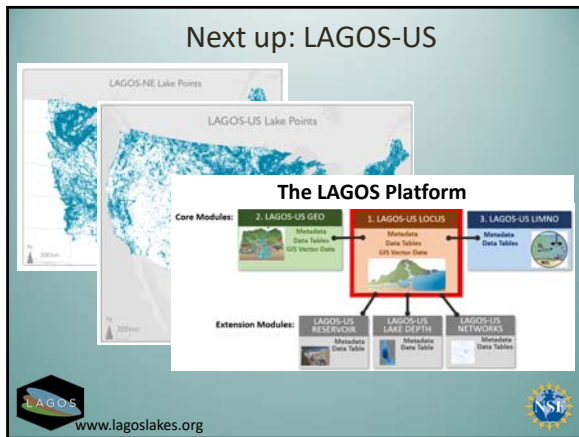 Next up: LAGOS-US
LAGOS-NE Lake Points
LAGOS-US Lake Points
N
300km
N
300km
The LAGOS Platform
Core Modules:
2. LAGOS-US GEO
Metadata
Data Tables
GIS Vector Data
1. LAGOS-US LOCUS
Metadata
Data Tables
GIS Vector Data
3. LAGOS-US LIMNO
Metadata
Data Tables
Extension Modules:
LAGOS-US
RESERVOIR
Metadata
Data Table
LAGOS-US
LAKE DEPTH
Metadata
Data Table
LAGOS-US
NETWORKS
Metadata
Data Tables
LAGOS
www.lagoslakes.org
NSF